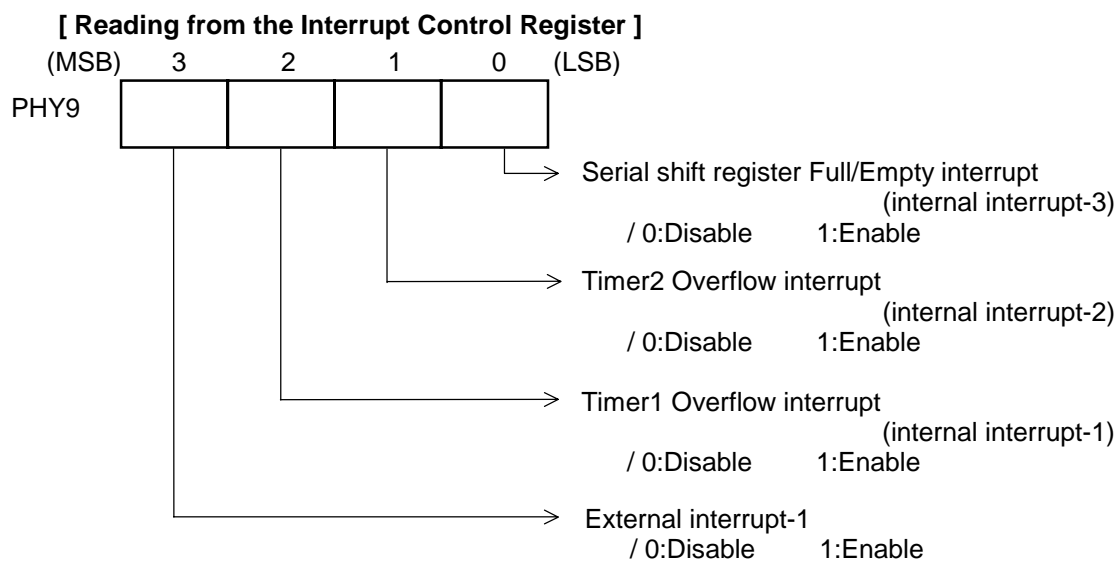 [ Reading from the Interrupt Control Register ]
(MSB) 3 2 1 0 (LSB)
PHY9
Serial shift register Full/Empty interrupt
(internal interrupt-3)
/ 0:Disable 1:Enable
Timer2 Overflow interrupt
(internal interrupt-2)
/ 0:Disable 1:Enable
Timer1 Overflow interrupt
(internal interrupt-1)
/ 0:Disable 1:Enable
External interrupt-1
/ 0:Disable 1:Enable